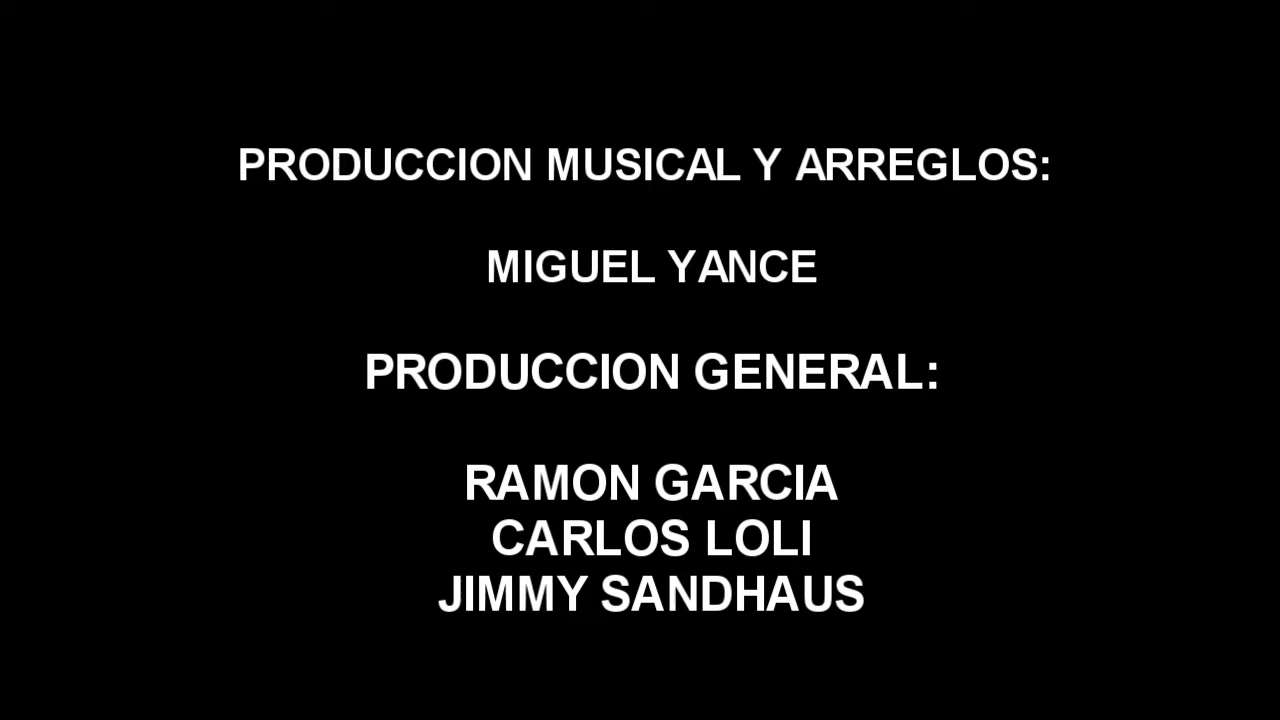 PRODUCCION MUSICAL Y ARREGLOS:
MIGUEL YANCE
PRODUCCION GENERAL:
RAMON GARCIA
CARLOS LOLI
JIMMY SANDHAUS